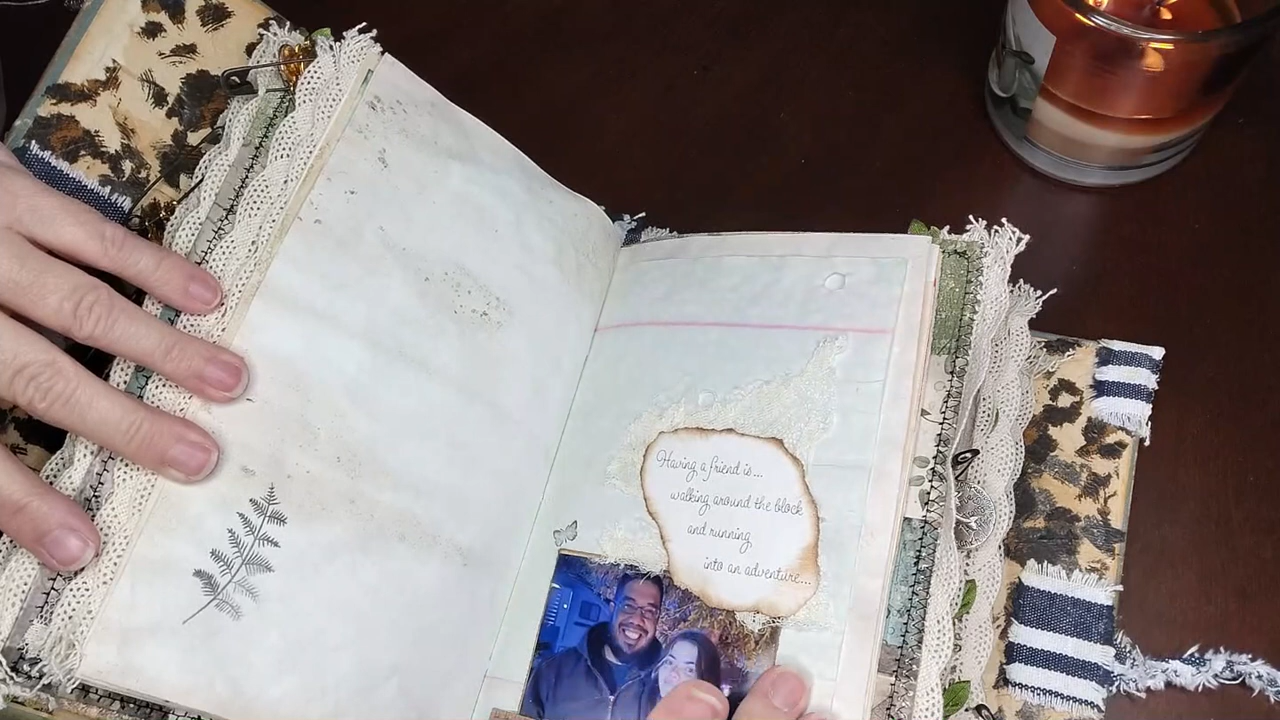 Having a friend is...
walking around the block
and running
into an adventure...